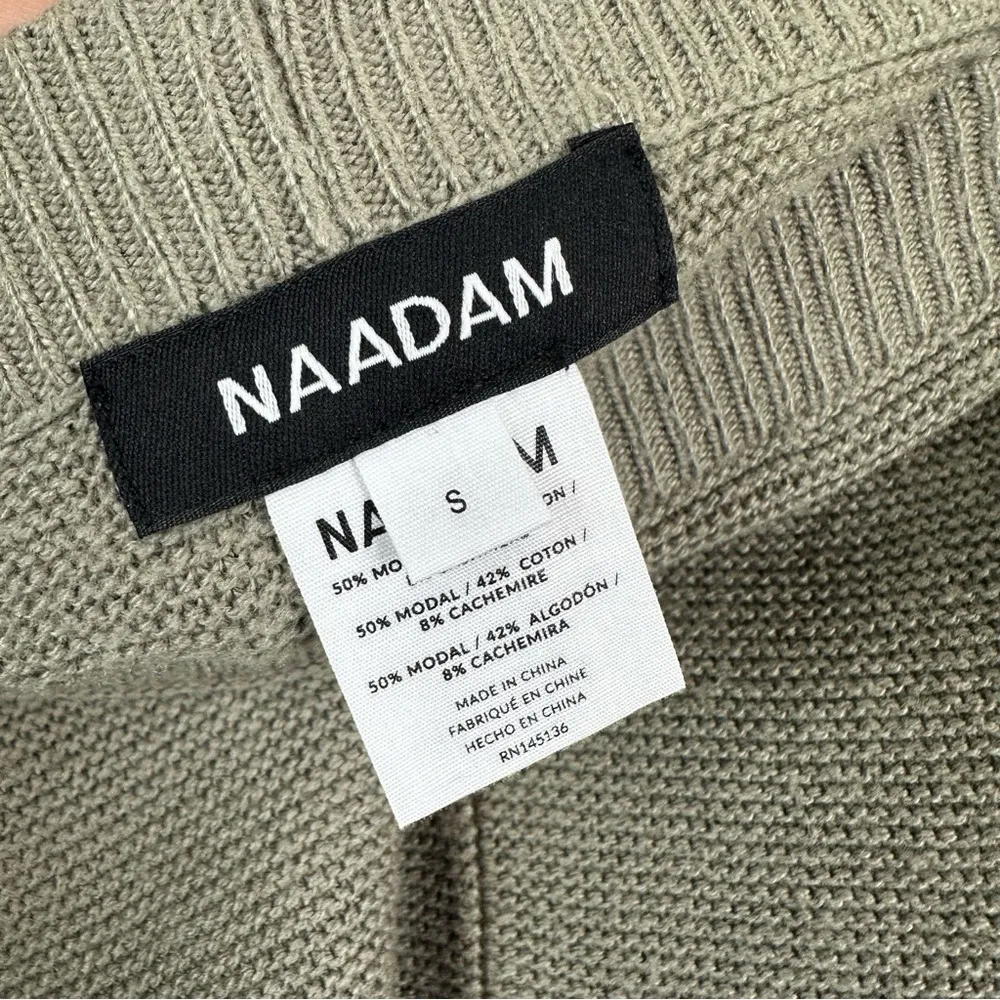 NAADAM
S
NA M
50% MO ON /
50% MODAL / 42% COTON /
8% CACHEMIRE
50% MODAL / 42% ALGODÓN /
8% CACHEMIRA
MADE IN CHINA
FABRIQUÉ EN CHINE
HECHO EN CHINA
RN145136